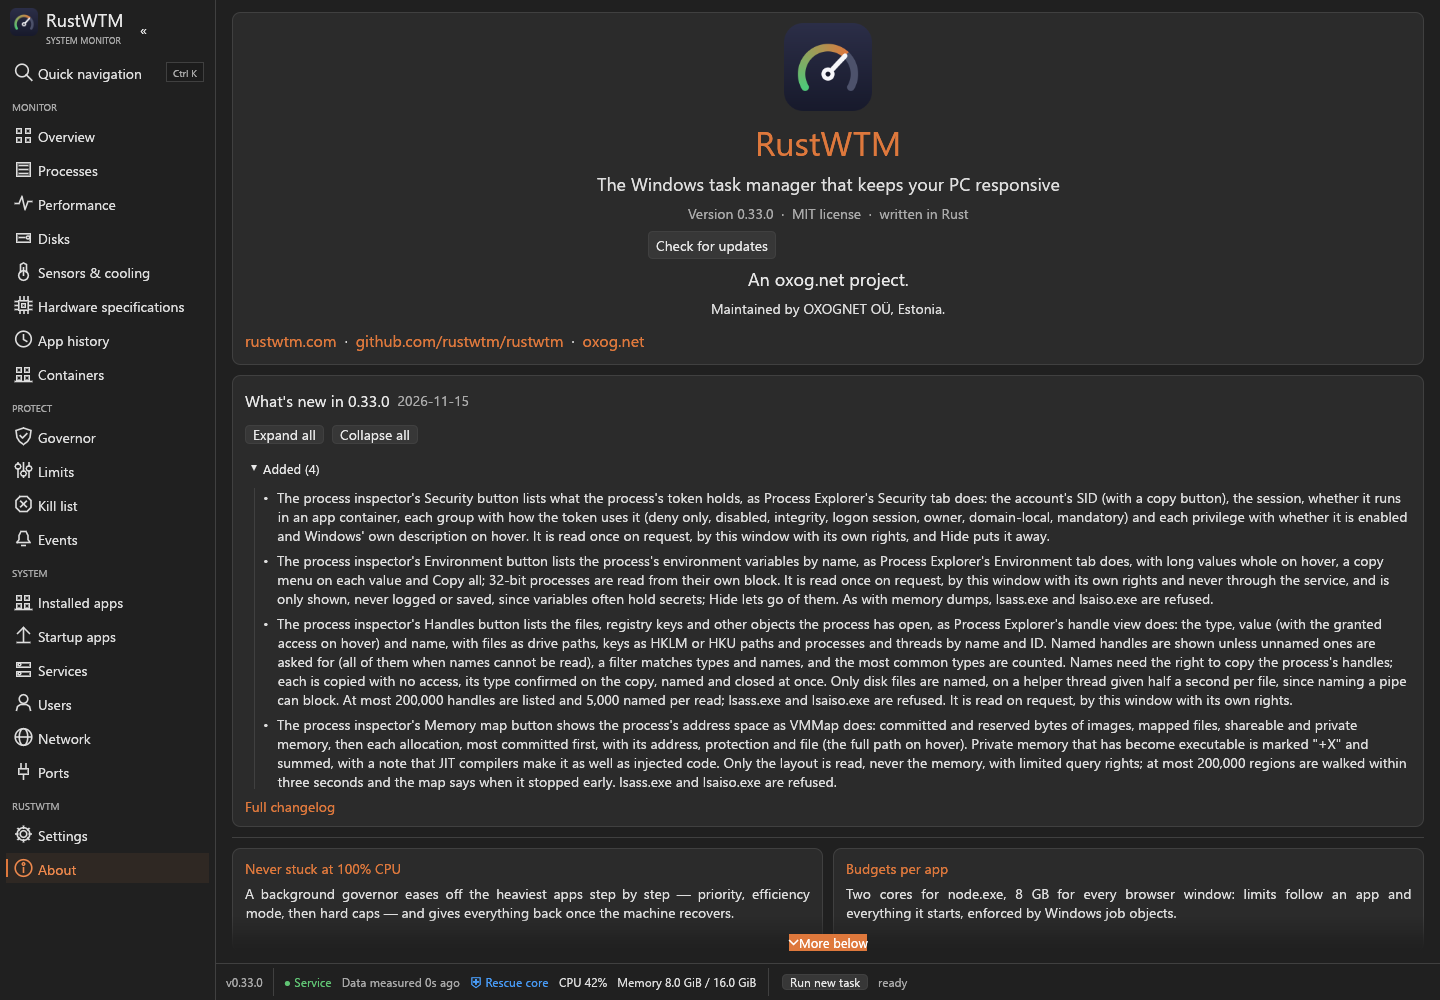 RustWTM
SYSTEM MONITOR
«
Quick navigation
Ctrl K
MONITOR
Overview
Processes
Performance
Disks
Sensors & cooling
Hardware specifications
App history
Containers
PROTECT
Governor
Limits
Kill list
Events
SYSTEM
Installed apps
Startup apps
Services
Users
Network
Ports
RUSTWTM
Settings
About
RustWTM
The Windows task manager that keeps your PC responsive
Version 0.33.0 · MIT license · written in Rust
Check for updates
An oxog.net project.
Maintained by OXOGNET OÜ, Estonia.
rustwtm.com · github.com/rustwtm/rustwtm · oxog.net
What's new in 0.33.0 2026-11-15
Expand all Collapse all
▼ Added (4)
• The process inspector's Security button lists what the process's token holds, as Process Explorer's Security tab does: the account's SID (with a copy button), the session, whether it runs
in an app container, each group with how the token uses it (deny only, disabled, integrity, logon session, owner, domain-local, mandatory) and each privilege with whether it is enabled
and Windows' own description on hover. It is read once on request, by this window with its own rights, and Hide puts it away.
• The process inspector's Environment button lists the process's environment variables by name, as Process Explorer's Environment tab does, with long values whole on hover, a copy
menu on each value and Copy all; 32-bit processes are read from their own block. It is read once on request, by this window with its own rights and never through the service, and is
only shown, never logged or saved, since variables often hold secrets; Hide lets go of them. As with memory dumps, lsass.exe and lsaiso.exe are refused.
• The process inspector's Handles button lists the files, registry keys and other objects the process has open, as Process Explorer's handle view does: the type, value (with the granted
access on hover) and name, with files as drive paths, keys as HKLM or HKU paths and processes and threads by name and ID. Named handles are shown unless unnamed ones are
asked for (all of them when names cannot be read), a filter matches types and names, and the most common types are counted. Names need the right to copy the process's handles;
each is copied with no access, its type confirmed on the copy, named and closed at once. Only disk files are named, on a helper thread given half a second per file, since naming a pipe
can block. At most 200,000 handles are listed and 5,000 named per read; lsass.exe and lsaiso.exe are refused. It is read on request, by this window with its own rights.
• The process inspector's Memory map button shows the process's address space as VMMap does: committed and reserved bytes of images, mapped files, shareable and private
memory, then each allocation, most committed first, with its address, protection and file (the full path on hover). Private memory that has become executable is marked "+X" and
summed, with a note that JIT compilers make it as well as injected code. Only the layout is read, never the memory, with limited query rights; at most 200,000 regions are walked within
three seconds and the map says when it stopped early. lsass.exe and lsaiso.exe are refused.
Full changelog
Never stuck at 100% CPU
A background governor eases off the heaviest apps step by step — priority, efficiency
mode, then hard caps — and gives everything back once the machine recovers.
Budgets per app
Two cores for node.exe, 8 GB for every browser window: limits follow an app and
everything it starts, enforced by Windows job objects.
More below
v0.33.0 ● Service Data measured 0s ago Rescue core CPU 42% Memory 8.0 GiB / 16.0 GiB Run new task ready